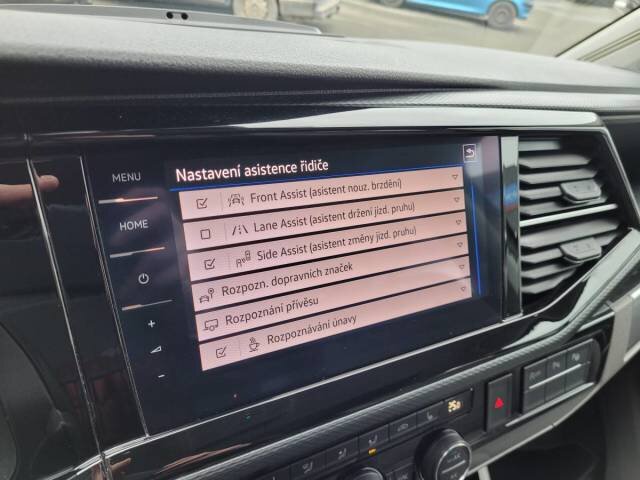 Nastavení asistence řidiče
MENU
Front Assist (asistent nouz. brzdění)
Lane Assist (asistent držení jízd. pruhu)
HOME
Side Assist (asistent změny jízd. pruhu)
Rozpozn. dopravních značek
Rozpoznání přívěsu
Rozpoznávání únavy
+
-